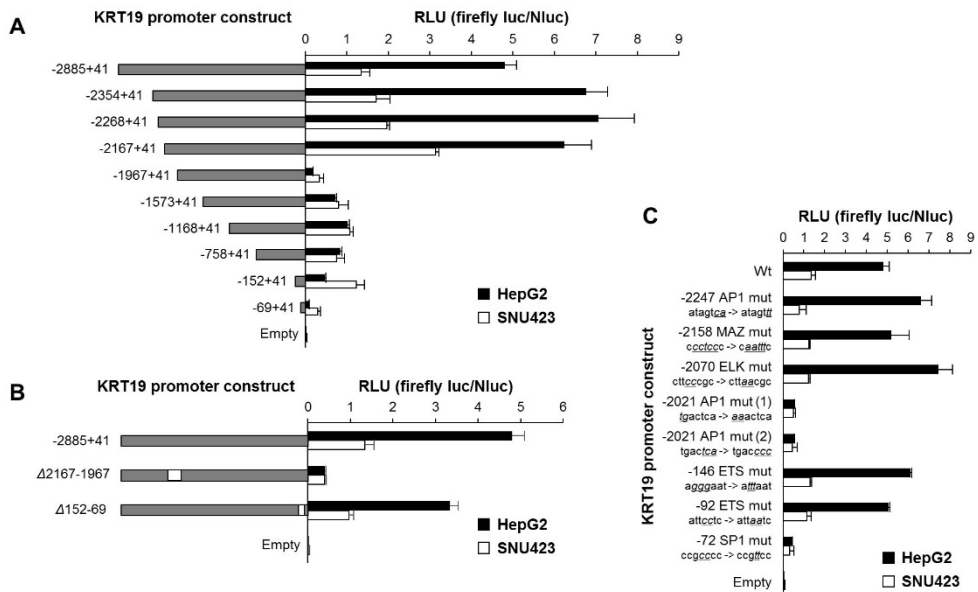 A
KRT19 promoter construct
RLU (firefly luc/Nluc)
0 1 2 3 4 5 6 7 8 9
-2885+41
-2354+41
-2268+41
-2167+41
-1967+41
-1573+41
-1168+41
-758+41
-152+41
-69+41
Empty
HepG2
SNU423
B
KRT19 promoter construct
RLU (firefly luc/Nluc)
0 1 2 3 4 5 6
-2885+41
Δ2167-1967
Δ152-69
Empty
HepG2
SNU423
C
RLU (firefly luc/Nluc)
0 1 2 3 4 5 6 7 8 9
KRT19 promoter construct
Wt
-2247 AP1 mut
atagtca -> atagttt
-2158 MAZ mut
ccctccc -> caatttc
-2070 ELK mut
cttcccgc -> cttaacgc
-2021 AP1 mut (1)
tgactca -> aaactca
-2021 AP1 mut (2)
tgactca -> tgacccc
-146 ETS mut
agggaat -> atttaat
-92 ETS mut
attcctc -> attaatc
-72 SP1 mut
ccgcccc -> ccgttcc
Empty
HepG2
SNU423